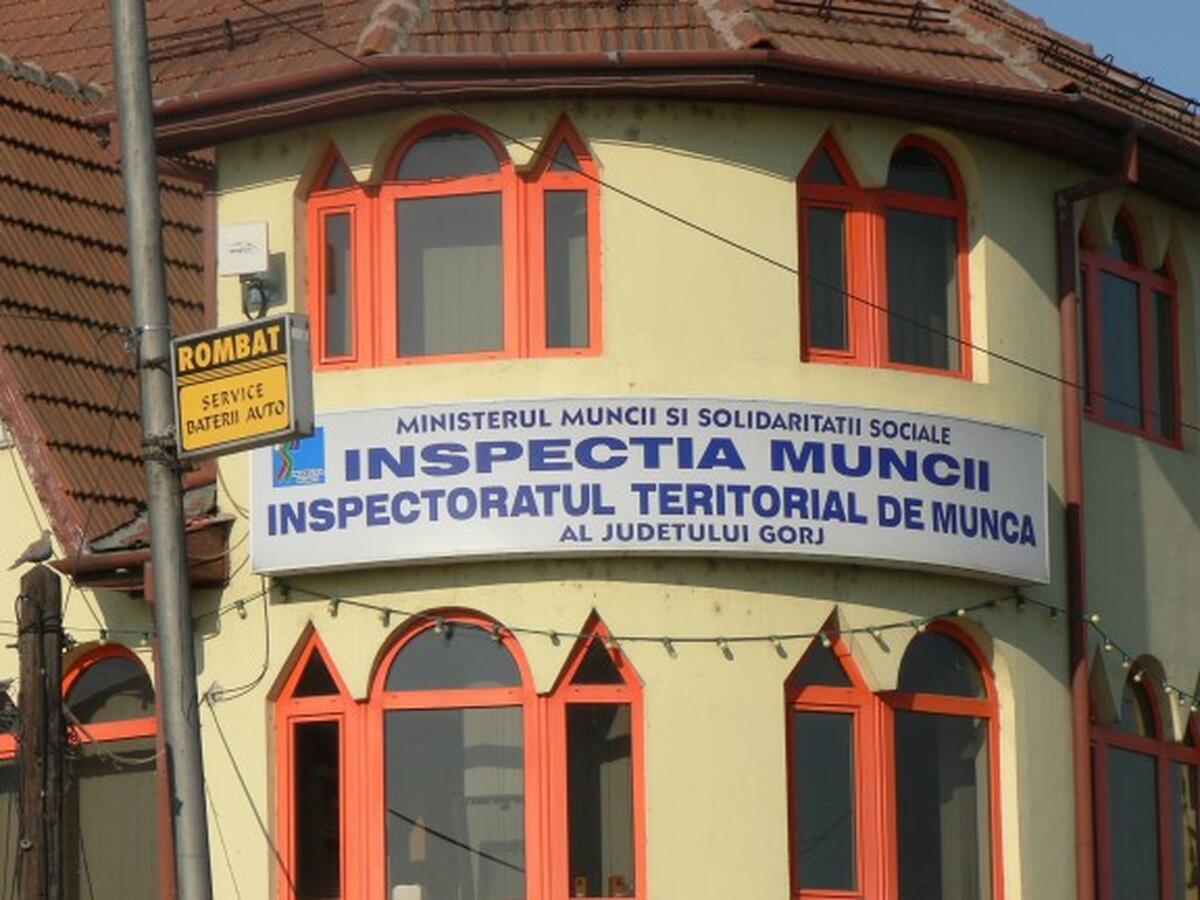 ROMBAT
SERVICE
BATERII AUTO
MINISTERUL MUNCII SI SOLIDARITATII SOCIALE
INSPECTIA MUNCII
INSPECTORATUL TERITORIAL DE MUNCA
AL JUDETULUI GORJ